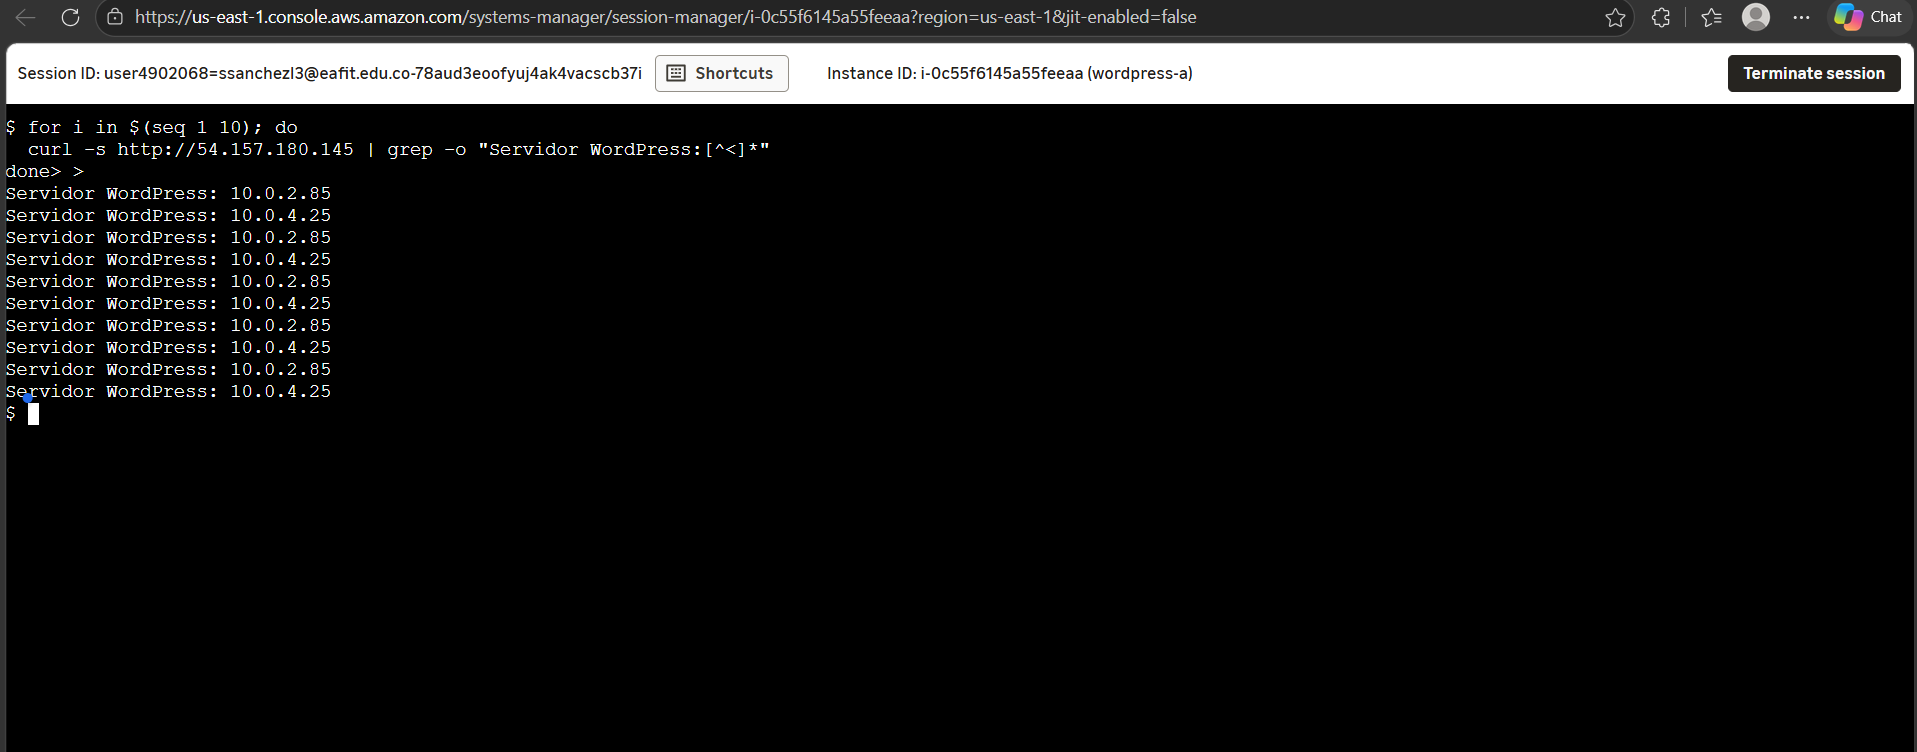 https://us-east-1.console.aws.amazon.com/systems-manager/session-manager/i-0c55f6145a55feeaa?region=us-east-1&jit-enabled=false
Chat
Session ID: user4902068=ssanchezl3@eafit.edu.co-78aud3eoofyuj4ak4vacscb37i
Shortcuts
Instance ID: i-0c55f6145a55feeaa (wordpress-a)
Terminate session
$ for i in $(seq 1 10); do
  curl -s http://54.157.180.145 | grep -o "Servidor WordPress:[^<]*"
done> >
Servidor WordPress: 10.0.2.85
Servidor WordPress: 10.0.4.25
Servidor WordPress: 10.0.2.85
Servidor WordPress: 10.0.4.25
Servidor WordPress: 10.0.2.85
Servidor WordPress: 10.0.4.25
Servidor WordPress: 10.0.2.85
Servidor WordPress: 10.0.4.25
Servidor WordPress: 10.0.2.85
Servidor WordPress: 10.0.4.25
$